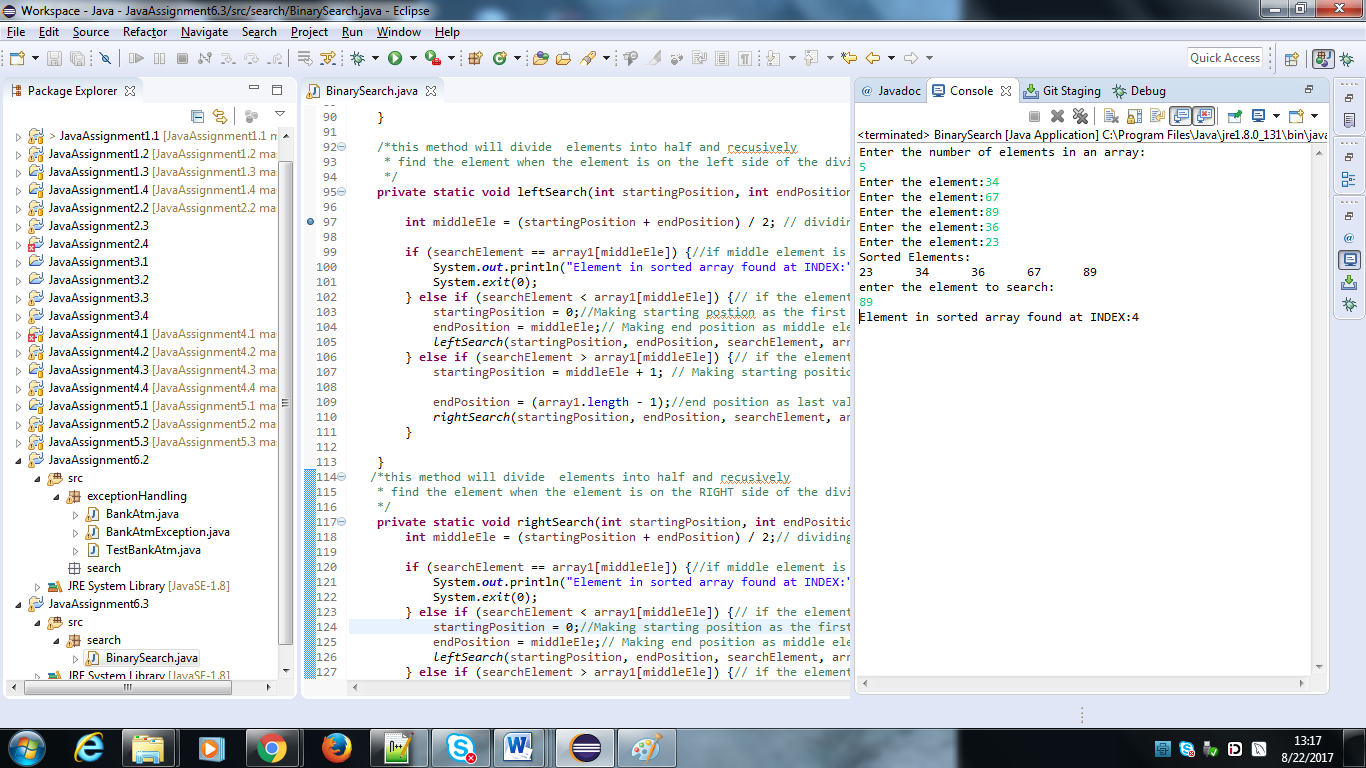 Workspace - Java - JavaAssignment6.3/src/search/BinarySearch.java - Eclipse
File Edit Source Refactor Navigate Search Project Run Window Help
Quick Access
Package Explorer
> JavaAssignment1.1 [JavaAssignment1.1 m
JavaAssignment1.2 [JavaAssignment1.2 mas
JavaAssignment1.3 [JavaAssignment1.3 mas
JavaAssignment1.4 [JavaAssignment1.4 mas
JavaAssignment2.2 [JavaAssignment2.2 mas
JavaAssignment2.3
JavaAssignment2.4
JavaAssignment3.1
JavaAssignment3.2
JavaAssignment3.3
JavaAssignment3.4
JavaAssignment4.1 [JavaAssignment4.1 mas
JavaAssignment4.2 [JavaAssignment4.2 mas
JavaAssignment4.3 [JavaAssignment4.3 mas
JavaAssignment4.4 [JavaAssignment4.4 mas
JavaAssignment5.1 [JavaAssignment5.1 mas
JavaAssignment5.2 [JavaAssignment5.2 mas
JavaAssignment5.3 [JavaAssignment5.3 mas
JavaAssignment6.2
src
exceptionHandling
BankAtm.java
BankAtmException.java
TestBankAtm.java
search
JRE System Library [JavaSE-1.8]
JavaAssignment6.3
src
search
BinarySearch.java
JRE System Library [JavaSE-1.8]
BinarySearch.java
90 }
91
92 /*this method will divide  elements into half and recusively
93 * find the element when the element is on the left side of the divi
94 */
95 private static void leftSearch(int startingPosition, int endPosition
96
97 int middleEle = (startingPosition + endPosition) / 2; // dividing
98
99 if (searchElement == array1[middleEle]) {//if middle element is
100 System.out.println("Element in sorted array found at INDEX:"
101 System.exit(0);
102 } else if (searchElement < array1[middleEle]) {// if the element
103 startingPosition = 0;//Making starting postion as the first
104 endPosition = middleEle;// Making end position as middle ele
105 leftSearch(startingPosition, endPosition, searchElement, arr
106 } else if (searchElement > array1[middleEle]) {// if the element
107 startingPosition = middleEle + 1; // Making starting positio
108
109 endPosition = (array1.length - 1);//end position as last val
110 rightSearch(startingPosition, endPosition, searchElement, ar
111 }
112
113 }
114 /*this method will divide  elements into half and recusively
115 * find the element when the element is on the RIGHT side of the divi
116 */
117 private static void rightSearch(int startingPosition, int endPositio
118 int middleEle = (startingPosition + endPosition) / 2;// dividing
119
120 if (searchElement == array1[middleEle]) {//if middle element is
121 System.out.println("Element in sorted array found at INDEX:"
122 System.exit(0);
123 } else if (searchElement < array1[middleEle]) {// if the element
124 startingPosition = 0;//Making starting position as the first
125 endPosition = middleEle;// Making end position as middle ele
126 leftSearch(startingPosition, endPosition, searchElement, arr
127 } else if (searchElement > array1[middleEle]) {// if the element
@ Javadoc Console Git Staging Debug
<terminated> BinarySearch [Java Application] C:\Program Files\Java\jre1.8.0_131\bin\java
Enter the number of elements in an array:
5
Enter the element:34
Enter the element:67
Enter the element:89
Enter the element:36
Enter the element:23
Sorted Elements:
23 34 36 67 89
enter the element to search:
89
Element in sorted array found at INDEX:4
13:17
8/22/2017